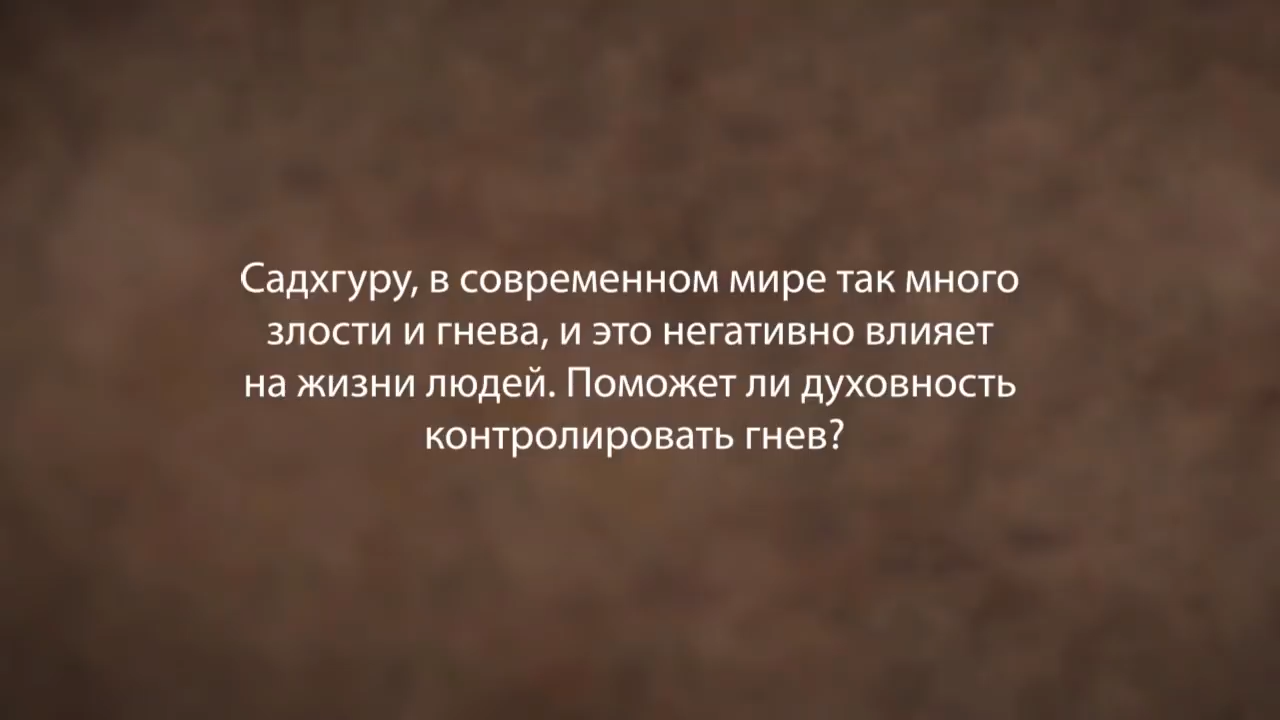 Садхгуру, в современном мире так много
злости и гнева, и это негативно влияет
на жизни людей. Поможет ли духовность
контролировать гнев?